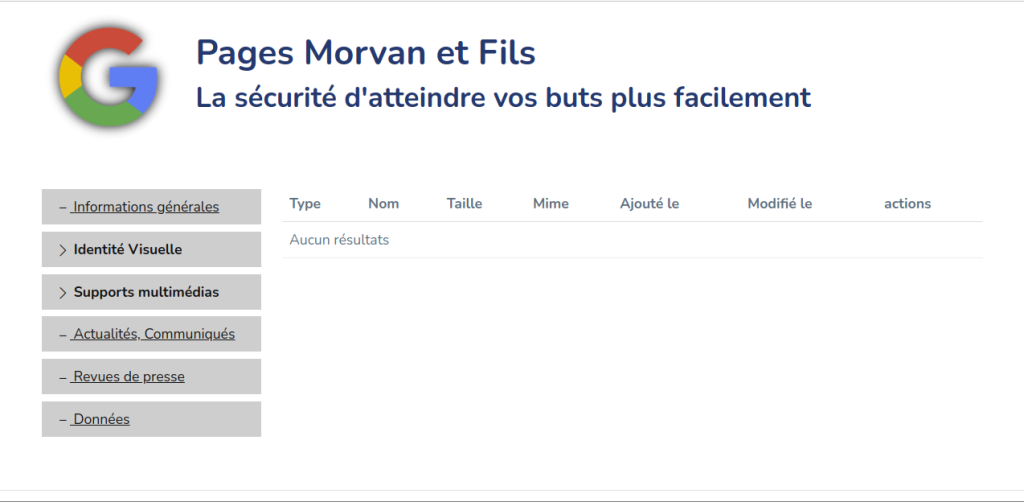 Pages Morvan et Fils
La sécurité d'atteindre vos buts plus facilement
– Informations générales
> Identité Visuelle
> Supports multimédias
– Actualités, Communiqués
– Revues de presse
– Données
Type Nom Taille Mime Ajouté le Modifié le actions
Aucun résultats